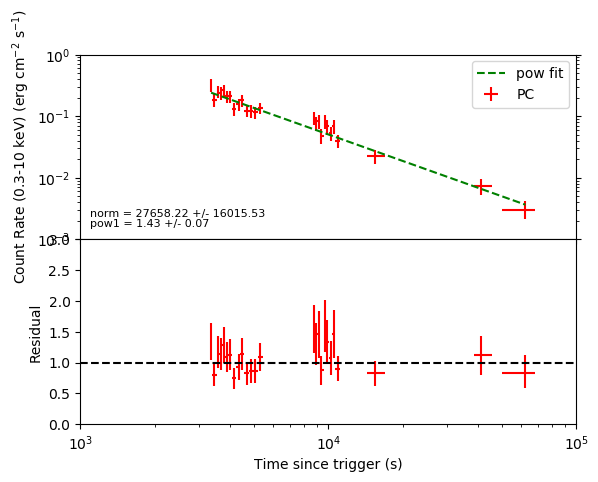 Count Rate (0.3-10 keV) (erg cm⁻² s⁻¹)
10⁰
10⁻¹
10⁻²
10⁻³
pow fit
PC
norm = 27658.22 +/- 16015.53
pow1 = 1.43 +/- 0.07
Residual
3.0
2.5
2.0
1.5
1.0
0.5
0.0
10³
10⁴
10⁵
Time since trigger (s)